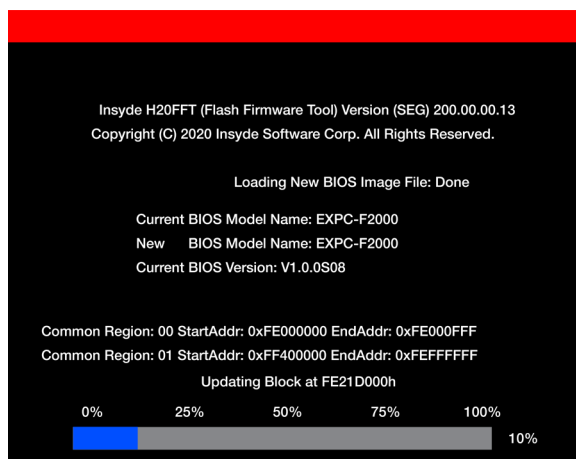 Insyde H20FFT (Flash Firmware Tool) Version (SEG) 200.00.00.13
Copyright (C) 2020 Insyde Software Corp. All Rights Reserved.
Loading New BIOS Image File: Done
Current BIOS Model Name: EXPC-F2000
New BIOS Model Name: EXPC-F2000
Current BIOS Version: V1.0.0S08
Common Region: 00 StartAddr: 0xFE000000 EndAddr: 0xFE000FFF
Common Region: 01 StartAddr: 0xFF400000 EndAddr: 0xFEFFFFFF
Updating Block at FE21D000h
0% 25% 50% 75% 100%
10%